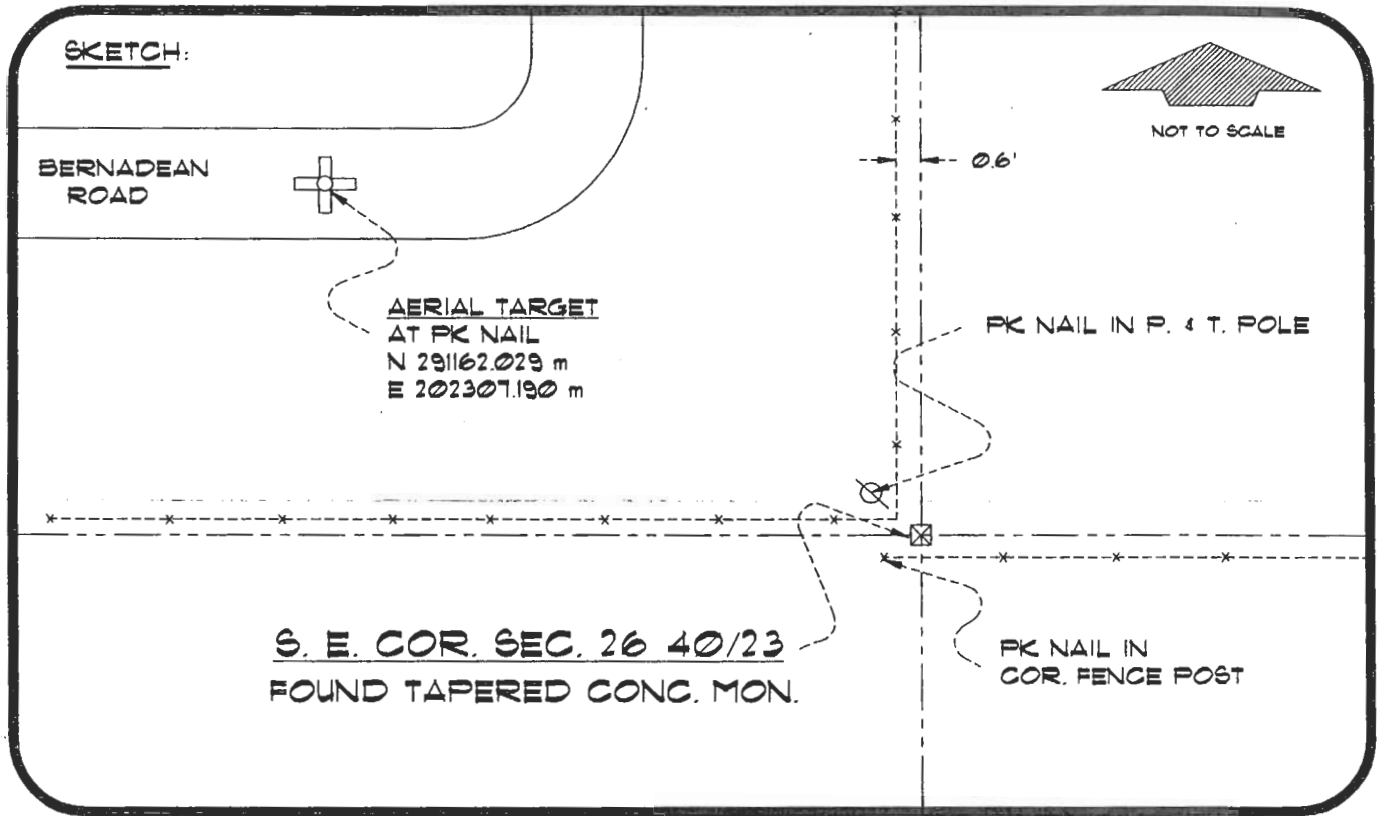 SKETCH:
NOT TO SCALE
BERNADEAN
ROAD
0.6'
AERIAL TARGET
AT PK NAIL
N 291162.029 m
E 202307.190 m
PK NAIL IN P. & T. POLE
S. E. COR. SEC. 26 40/23
FOUND TAPERED CONC. MON.
PK NAIL IN
COR. FENCE POST